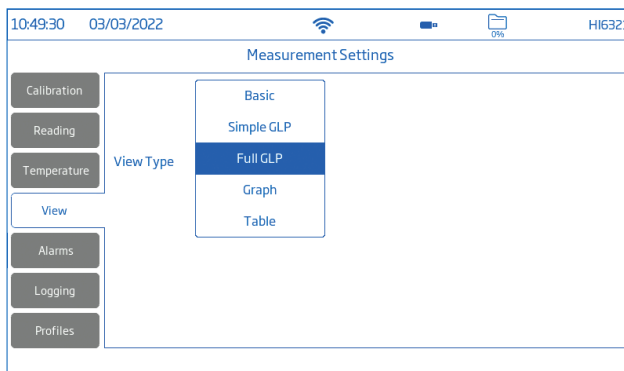 10:49:30 03/03/2022 0% HI632
Measurement Settings
Calibration
Reading
Temperature
View
Alarms
Logging
Profiles
View Type
Basic
Simple GLP
Full GLP
Graph
Table